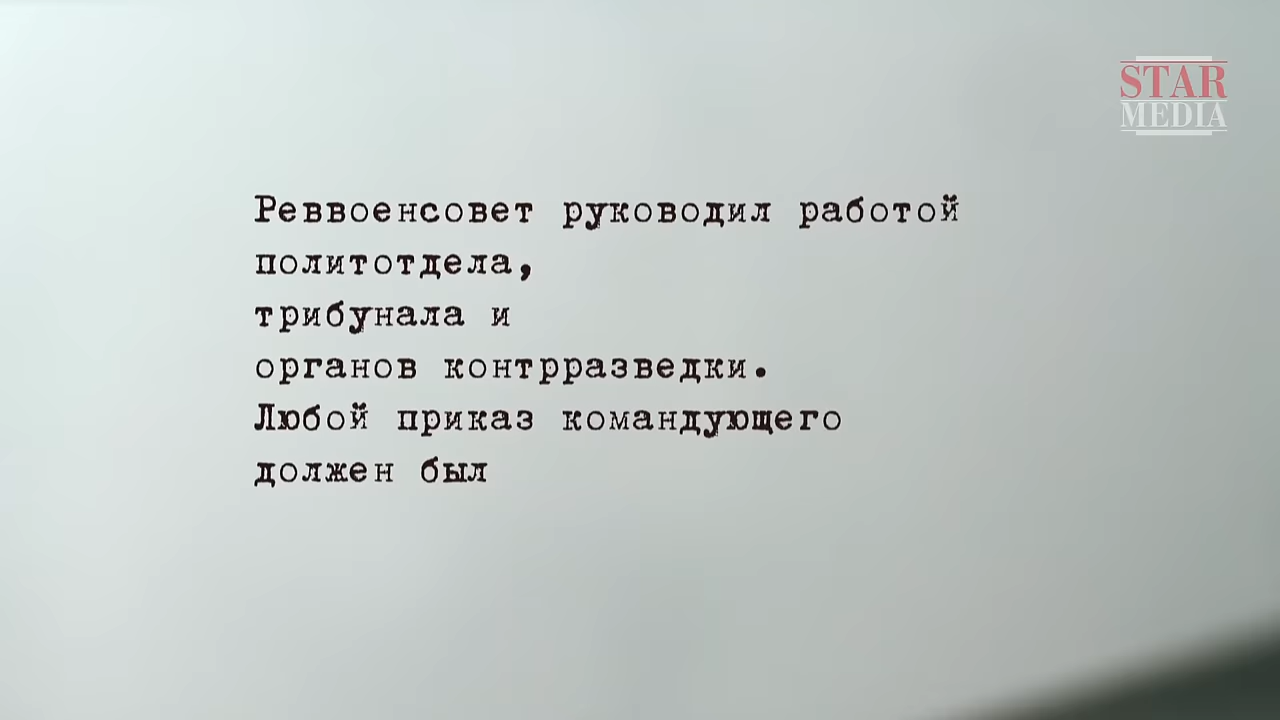 STAR
MEDIA
Реввоенсовет руководил работой
политотдела,
трибунала и
органов контрразведки.
Любой приказ командующего
должен был